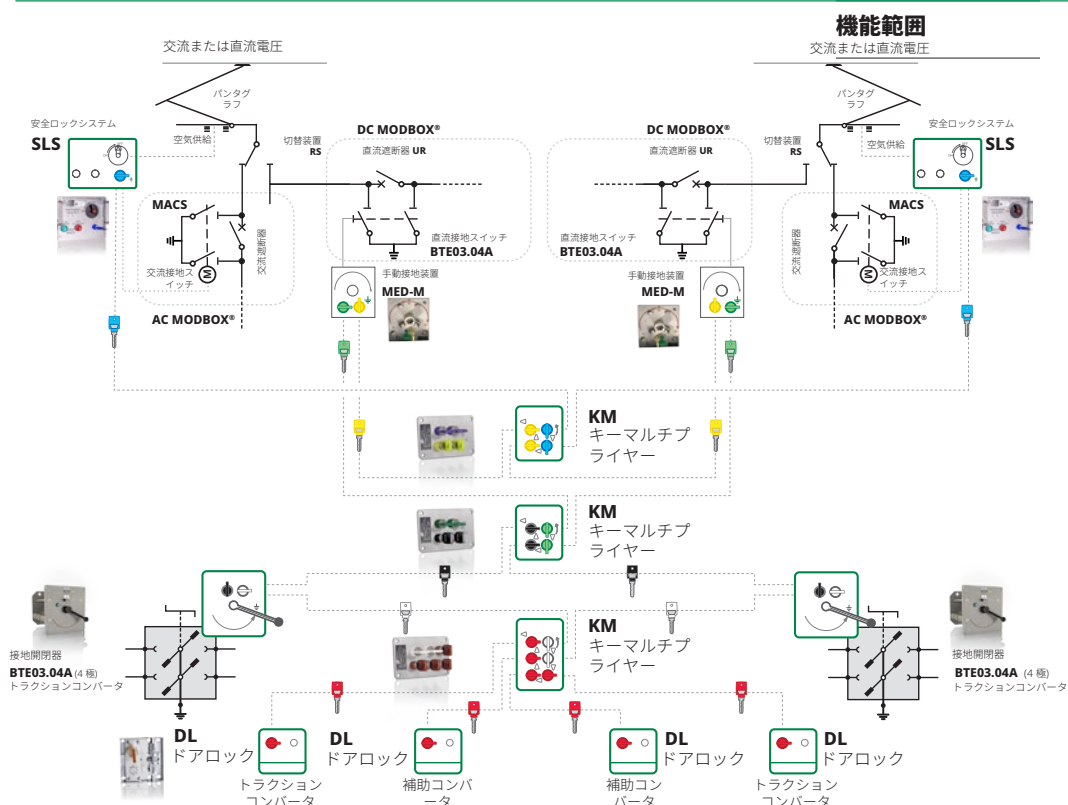 機能範囲
交流または直流電圧
交流または直流電圧
パンタグ
ラフ
パンタグ
ラフ
安全ロックシステム
SLS
空気供給
切替装置
RS
DC MODBOX®
直流遮断器 UR
DC MODBOX®
直流遮断器 UR
切替装置
RS
空気供給
安全ロックシステム
SLS
MACS
交流遮断器
交流接地ス
イッチ
M
AC MODBOX®
直流接地スイッチ
BTE03.04A
手動接地装置
MED-M
直流接地スイッチ
BTE03.04A
手動接地装置
MED-M
MACS
交流遮断器
交流接地ス
イッチ
M
AC MODBOX®
KM
キーマルチプ
ライヤー
KM
キーマルチプ
ライヤー
KM
キーマルチプ
ライヤー
接地開閉器
BTE03.04A (4 極)
トラクションコンバータ
接地開閉器
BTE03.04A (4 極)
トラクションコンバータ
DL
ドアロック
DL
ドアロック
DL
ドアロック
DL
ドアロック
トラクション
コンバータ
補助コンバ
ータ
補助コン
バータ
トラクション
コンバータ